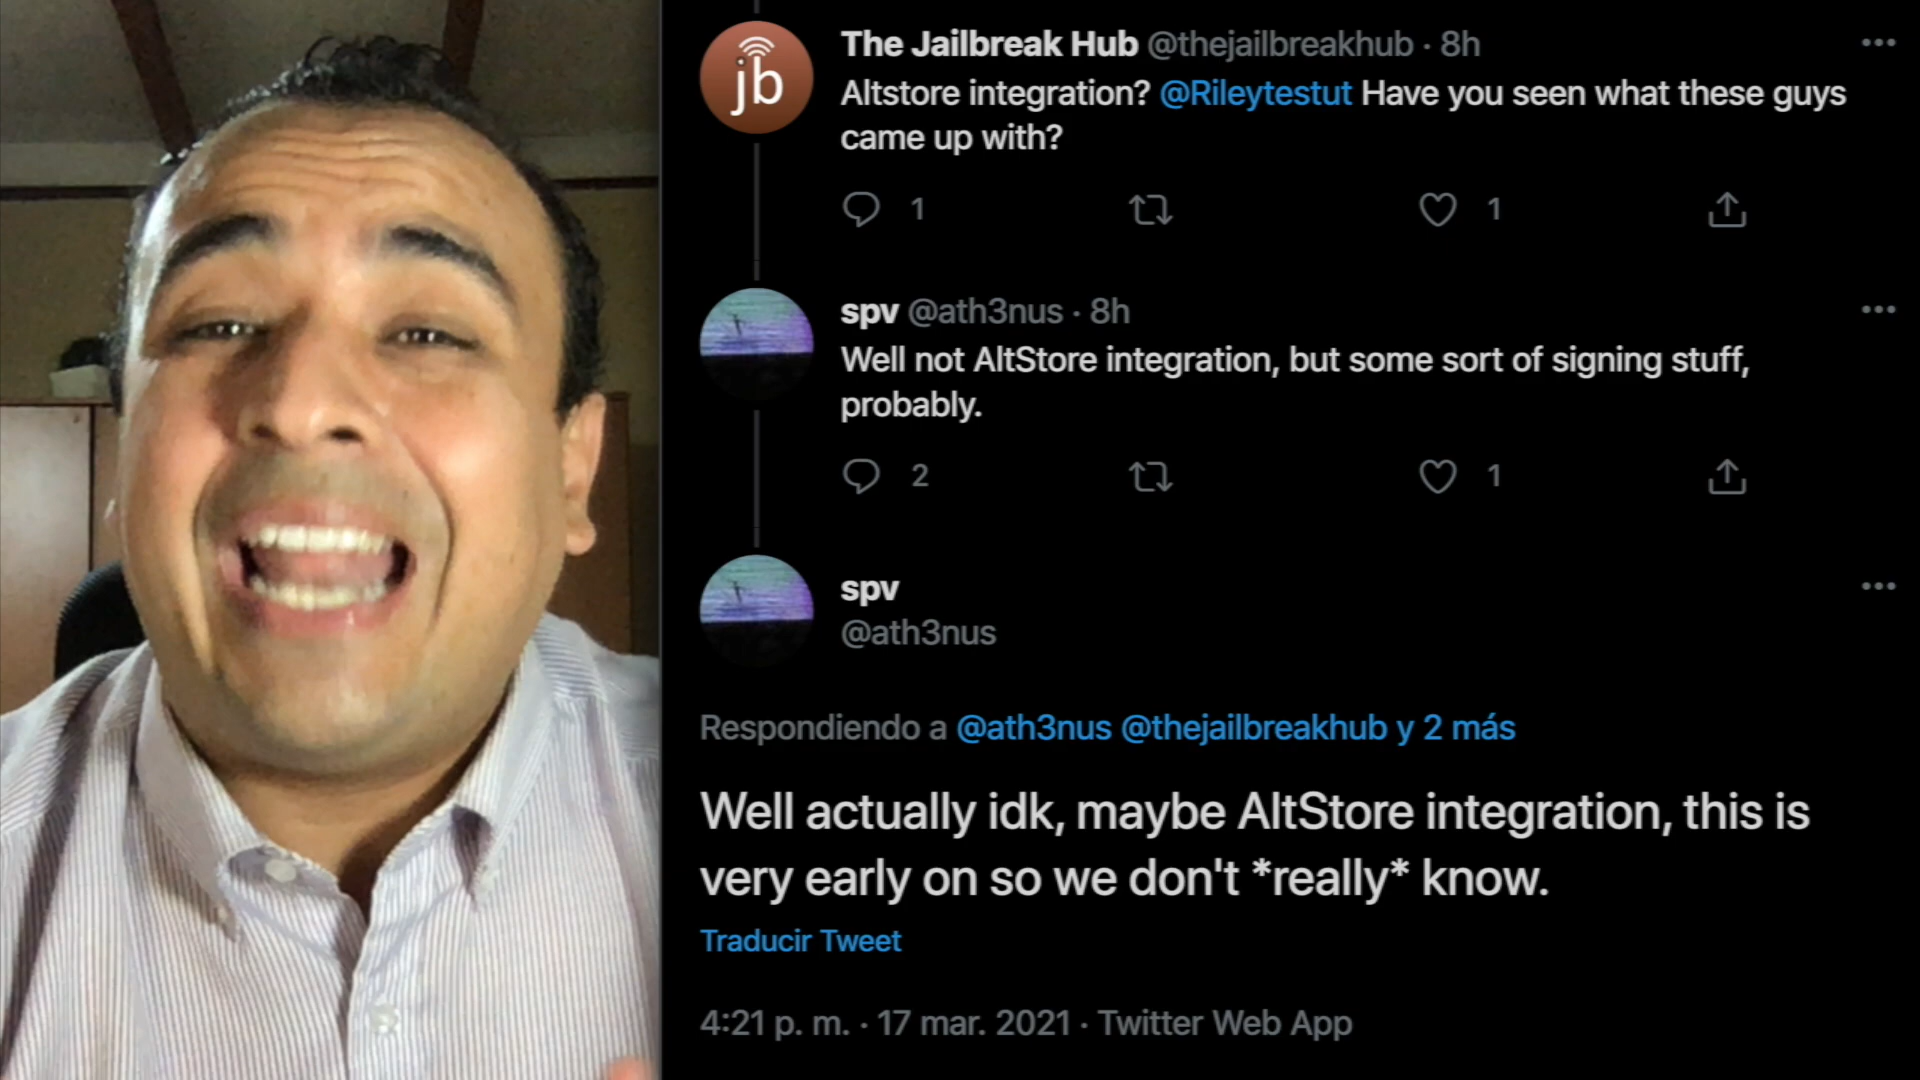 The Jailbreak Hub @thejailbreakhub · 8h
jb
Altstore integration? @Rileytestut Have you seen what these guys
came up with?
1
1
spv @ath3nus · 8h
Well not AltStore integration, but some sort of signing stuff,
probably.
2
1
spv
@ath3nus
Respondiendo a @ath3nus @thejailbreakhub y 2 más
Well actually idk, maybe AltStore integration, this is
very early on so we don't *really* know.
Traducir Tweet
4:21 p. m. · 17 mar. 2021 · Twitter Web App